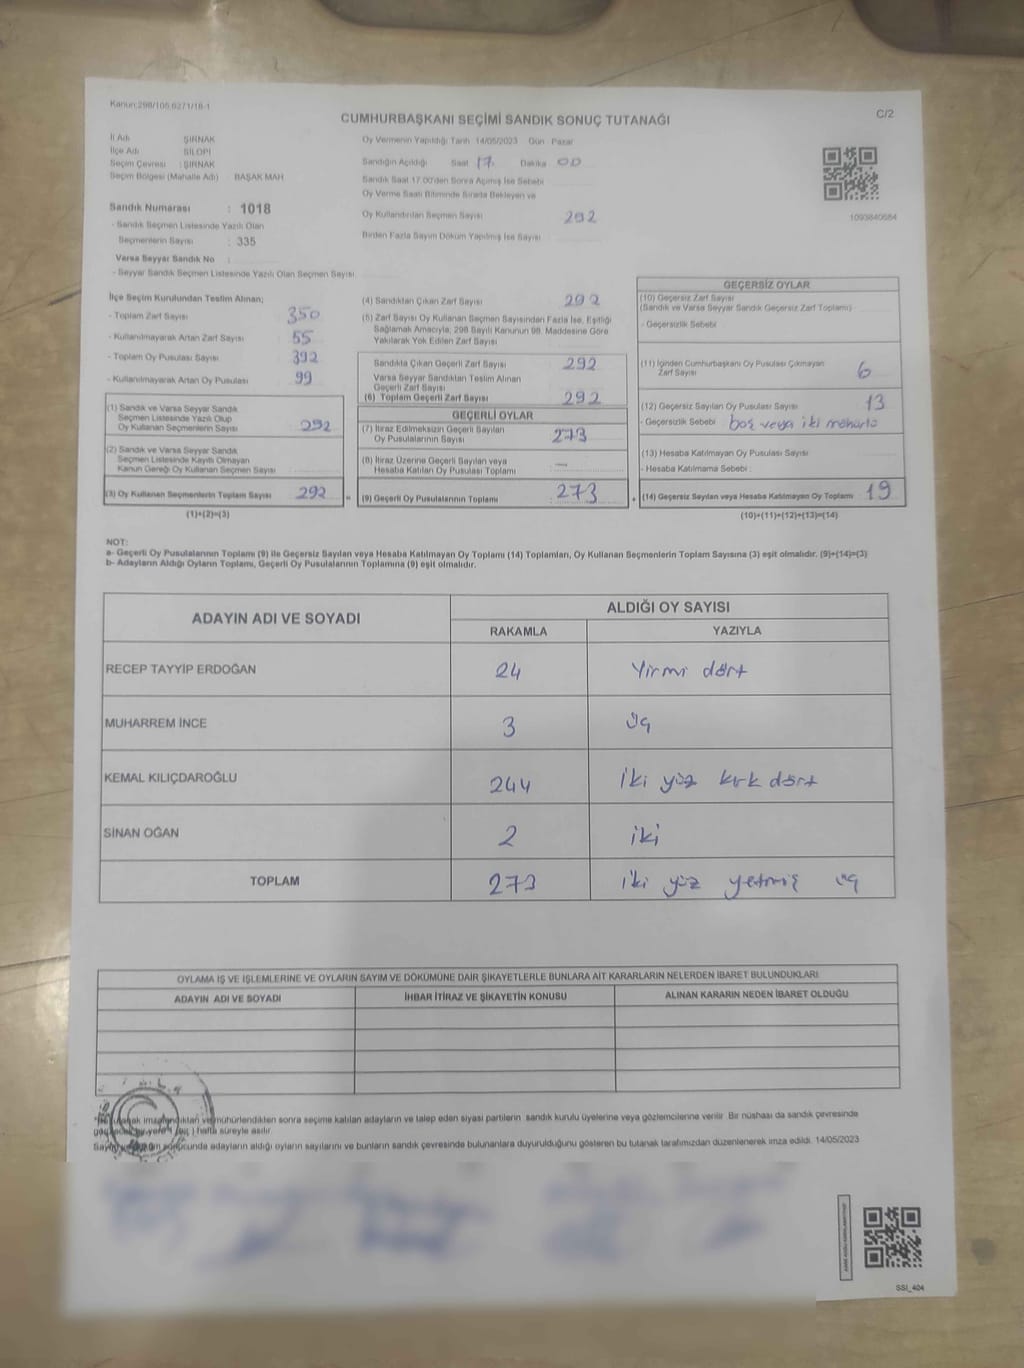 Kanun:298/105,6271/18-1
C/2
CUMHURBAŞKANI SEÇİMİ SANDIK SONUÇ TUTANAĞI
İl Adı ŞIRNAK
İlçe Adı SİLOPİ
Seçim Çevresi : ŞIRNAK
Seçim Bölgesi (Mahalle Adı) : BAŞAK MAH
Sandık Numarası : 1018
- Sandık Seçmen Listesinde Yazılı Olan
Seçmenlerin Sayısı : 335
Varsa Seyyar Sandık No :
- Seyyar Sandık Seçmen Listesinde Yazılı Olan Seçmen Sayısı
Oy Vermenin Yapıldığı Tarih 14/05/2023 Gün Pazar
Sandığın Açıldığı Saat 17 Dakika 00
Sandık Saat 17.00'den Sonra Açılmış İse Sebebi
Oy Verme Saati Bitiminde Sırada Bekleyen ve
Oy Kullandırılan Seçmen Sayısı 292
Birden Fazla Sayım Döküm Yapılmış İse Sayısı
1093840684
İlçe Seçim Kurulundan Teslim Alınan;
- Toplam Zarf Sayısı 350
- Kullanılmayarak Artan Zarf Sayısı 55
- Toplam Oy Pusulası Sayısı 392
- Kullanılmayarak Artan Oy Pusulası 99
(1) Sandık ve Varsa Seyyar Sandık
Seçmen Listesinde Yazılı Olup
Oy Kullanan Seçmenlerin Sayısı 292
(2) Sandık ve Varsa Seyyar Sandık
Seçmen Listesinde Kayıtlı Olmayan
Kanun Gereği Oy Kullanan Seçmen Sayısı
(3) Oy Kullanan Seçmenlerin Toplam Sayısı 292 =
(1)+(2)=(3)
(4) Sandıktan Çıkan Zarf Sayısı 292
(5) Zarf Sayısı Oy Kullanan Seçmen Sayısından Fazla İse, Eşitliği
Sağlamak Amacıyla, 298 Sayılı Kanunun 98. Maddesine Göre
Yakılarak Yok Edilen Zarf Sayısı
Sandıkta Çıkan Geçerli Zarf Sayısı 292
Varsa Seyyar Sandıktan Teslim Alınan
Geçerli Zarf Sayısı
(6) Toplam Geçerli Zarf Sayısı 292
GEÇERLİ OYLAR
(7) İtiraz Edilmeksizin Geçerli Sayılan
Oy Pusulalarının Sayısı 273
(8) İtiraz Üzerine Geçerli Sayılan veya
Hesaba Katılan Oy Pusulası Toplamı —
(9) Geçerli Oy Pusulalarının Toplamı 273 +
GEÇERSİZ OYLAR
(10) Geçersiz Zarf Sayısı
(Sandık ve Varsa Seyyar Sandık Geçersiz Zarf Toplamı)
- Geçersizlik Sebebi
(11) İçinden Cumhurbaşkanı Oy Pusulası Çıkmayan
Zarf Sayısı 6
(12) Geçersiz Sayılan Oy Pusulası Sayısı 13
- Geçersizlik Sebebi boş veya iki mühürlü
(13) Hesaba Katılmayan Oy Pusulası Sayısı
- Hesaba Katılmama Sebebi :
(14) Geçersiz Sayılan veya Hesaba Katılmayan Oy Toplamı 19
(10)+(11)+(12)+(13)=(14)
NOT:
a- Geçerli Oy Pusulalarının Toplamı (9) ile Geçersiz Sayılan veya Hesaba Katılmayan Oy Toplamı (14) Toplamları, Oy Kullanan Seçmenlerin Toplam Sayısına (3) eşit olmalıdır. (9)+(14)=(3)
b- Adayların Aldığı Oyların Toplamı, Geçerli Oy Pusulalarının Toplamına (9) eşit olmalıdır.
ADAYIN ADI VE SOYADI
ALDIĞI OY SAYISI
RAKAMLA YAZIYLA
RECEP TAYYİP ERDOĞAN 24 Yirmi dört
MUHARREM İNCE 3 üç
KEMAL KILIÇDAROĞLU 244 iki yüz kırk dört
SİNAN OĞAN 2 iki
TOPLAM 273 iki yüz yetmiş üç
OYLAMA İŞ VE İŞLEMLERİNE VE OYLARIN SAYIM VE DÖKÜMÜNE DAİR ŞİKAYETLERLE BUNLARA AİT KARARLARIN NELERDEN İBARET BULUNDUKLARI
ADAYIN ADI VE SOYADI İHBAR İTİRAZ VE ŞİKAYETİN KONUSU ALINAN KARARIN NEDEN İBARET OLDUĞU
imzalandıktan ve mühürlendikten sonra seçime katılan adayların ve talep eden siyasi partilerin sandık kurulu üyelerine veya gözlemcilerine verilir. Bir nüshası da sandık çevresinde
hafta süreyle asılır.
sonucunda adayların aldığı oyların sayılarını ve bunların sandık çevresinde bulunanlara duyurulduğunu gösteren bu tutanak tarafımızdan düzenlenerek imza edildi. 14/05/2023
SSI_404